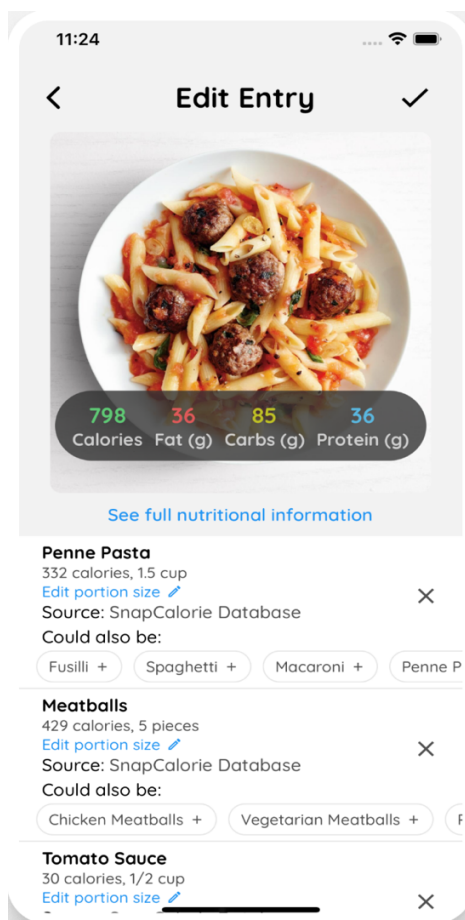 11:24
Edit Entry
798 36 85 36
Calories Fat (g) Carbs (g) Protein (g)
See full nutritional information
Penne Pasta
332 calories, 1.5 cup
Edit portion size
Source: SnapCalorie Database
Could also be:
Fusilli + Spaghetti + Macaroni + Penne P
Meatballs
429 calories, 5 pieces
Edit portion size
Source: SnapCalorie Database
Could also be:
Chicken Meatballs + Vegetarian Meatballs +
Tomato Sauce
30 calories, 1/2 cup
Edit portion size